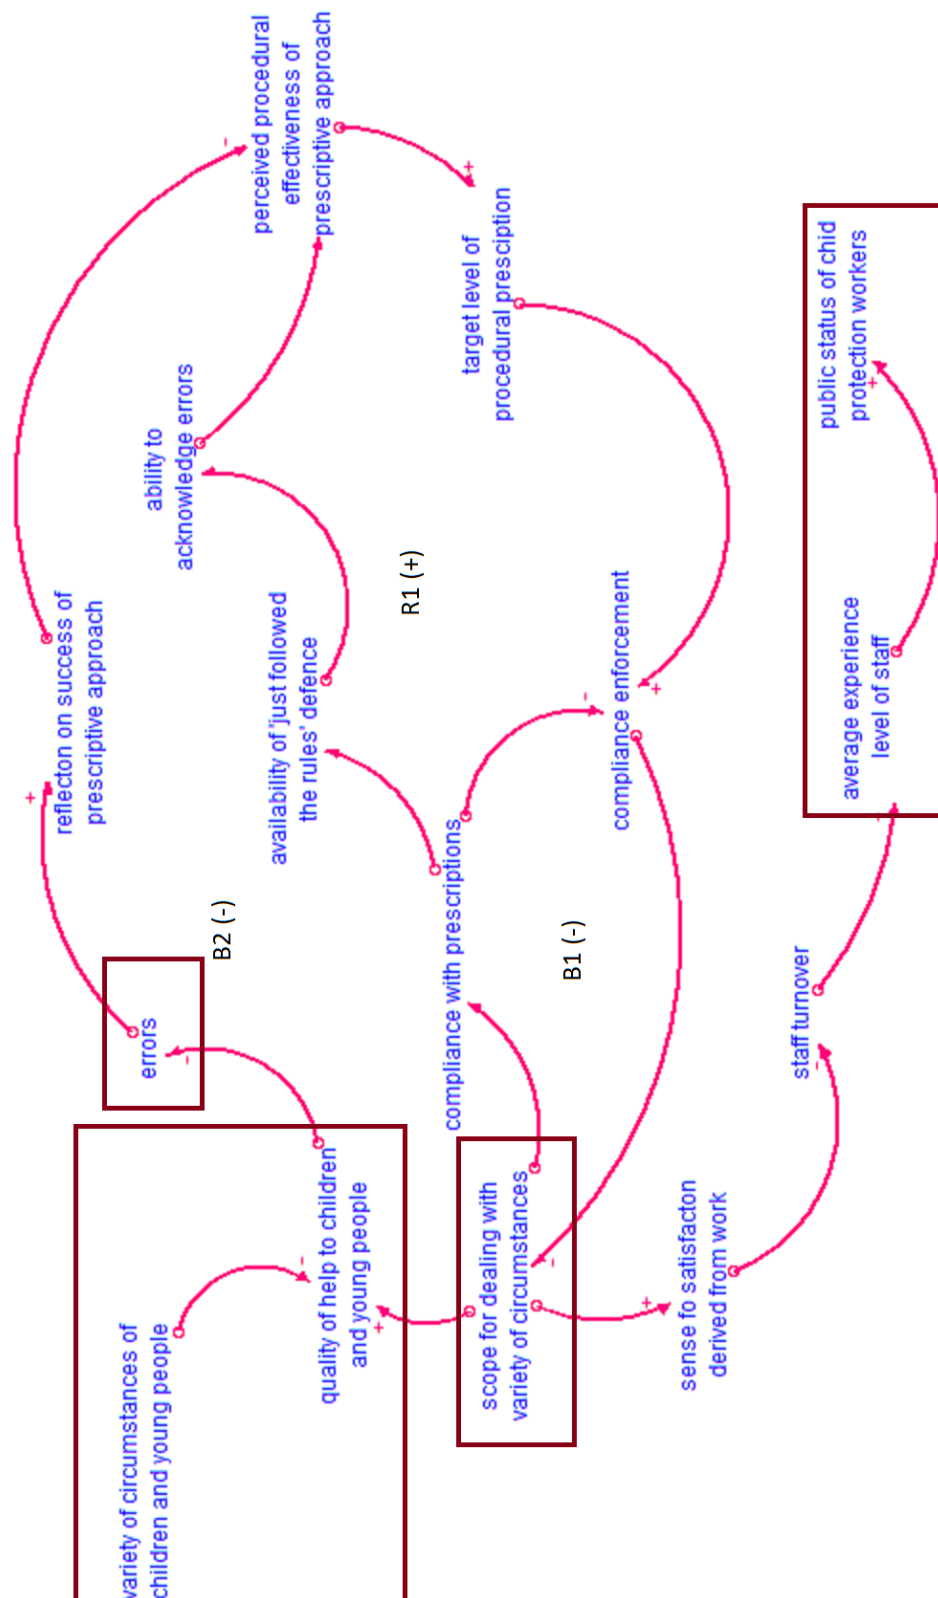 perceived procedural
effectiveness of
prescriptive approach
-
+
target level of
procedural presciption
ability to
acknowledge errors
reflecton on success of
prescriptive approach
+
availability of 'just followed
the rules' defence
R1 (+)
-
compliance enforcement
+
public status of chid
protection workers
+
average experience
level of staff
-
errors
-
B2 (-)
compliance with prescriptions
B1 (-)
staff turnover
-
variety of circumstances of
children and young people
-
quality of help to children
and young people
+
scope for dealing with
variety of circumstances
-
+
sense fo satisfacton
derived from work